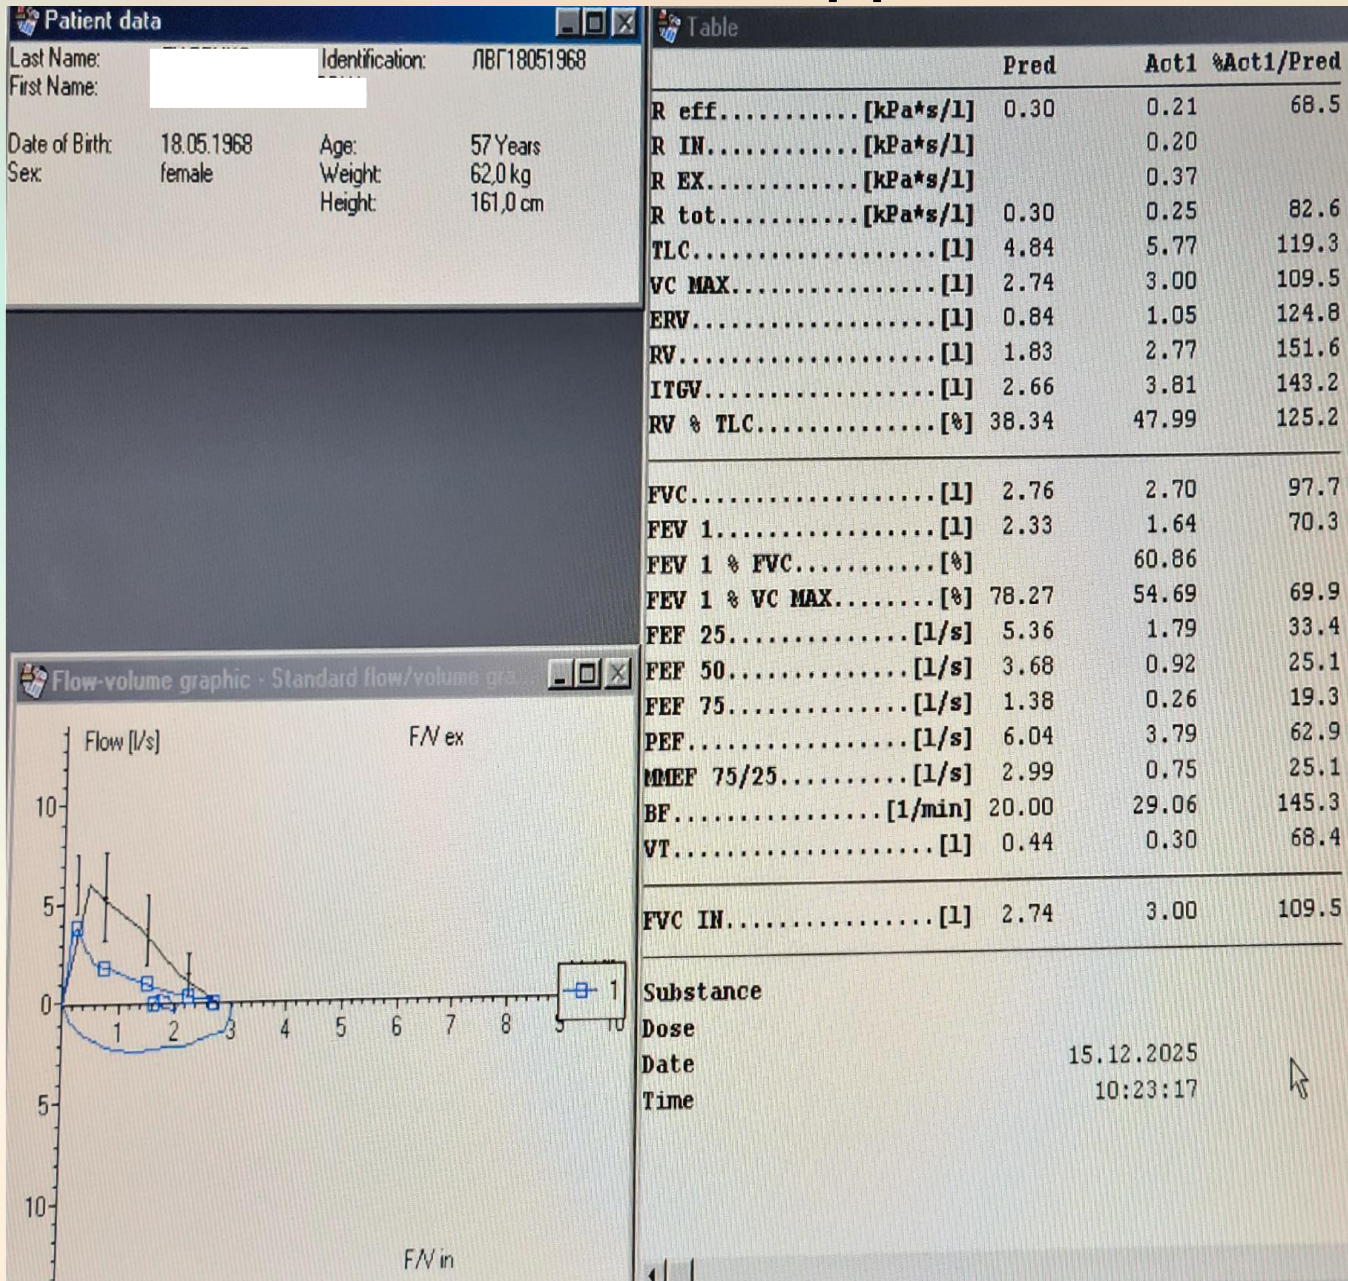 Patient data
Last Name:
Identification: ЛВГ18051968
First Name:
Date of Birth: 18.05.1968 Age: 57 Years
Sex: female Weight: 62,0 kg
Height: 161,0 cm
Table
Pred Act1 %Act1/Pred
R eff...........[kPa*s/l] 0.30 0.21 68.5
R IN............[kPa*s/l] 0.20
R EX............[kPa*s/l] 0.37
R tot...........[kPa*s/l] 0.30 0.25 82.6
TLC...................[l] 4.84 5.77 119.3
VC MAX................[l] 2.74 3.00 109.5
ERV...................[l] 0.84 1.05 124.8
RV....................[l] 1.83 2.77 151.6
ITGV..................[l] 2.66 3.81 143.2
RV % TLC..............[%] 38.34 47.99 125.2
FVC...................[l] 2.76 2.70 97.7
FEV 1.................[l] 2.33 1.64 70.3
FEV 1 % FVC...........[%] 60.86
FEV 1 % VC MAX........[%] 78.27 54.69 69.9
FEF 25..............[l/s] 5.36 1.79 33.4
FEF 50..............[l/s] 3.68 0.92 25.1
FEF 75..............[l/s] 1.38 0.26 19.3
PEF.................[l/s] 6.04 3.79 62.9
MMEF 75/25..........[l/s] 2.99 0.75 25.1
BF................[1/min] 20.00 29.06 145.3
VT....................[l] 0.44 0.30 68.4
FVC IN................[l] 2.74 3.00 109.5
Substance
Dose
Date 15.12.2025
Time 10:23:17
Flow-volume graphic - Standard flow/volume gra...
Flow [l/s] F/V ex
10
5
0
1
1 2 3 4 5 6 7 8
5
10
F/V in